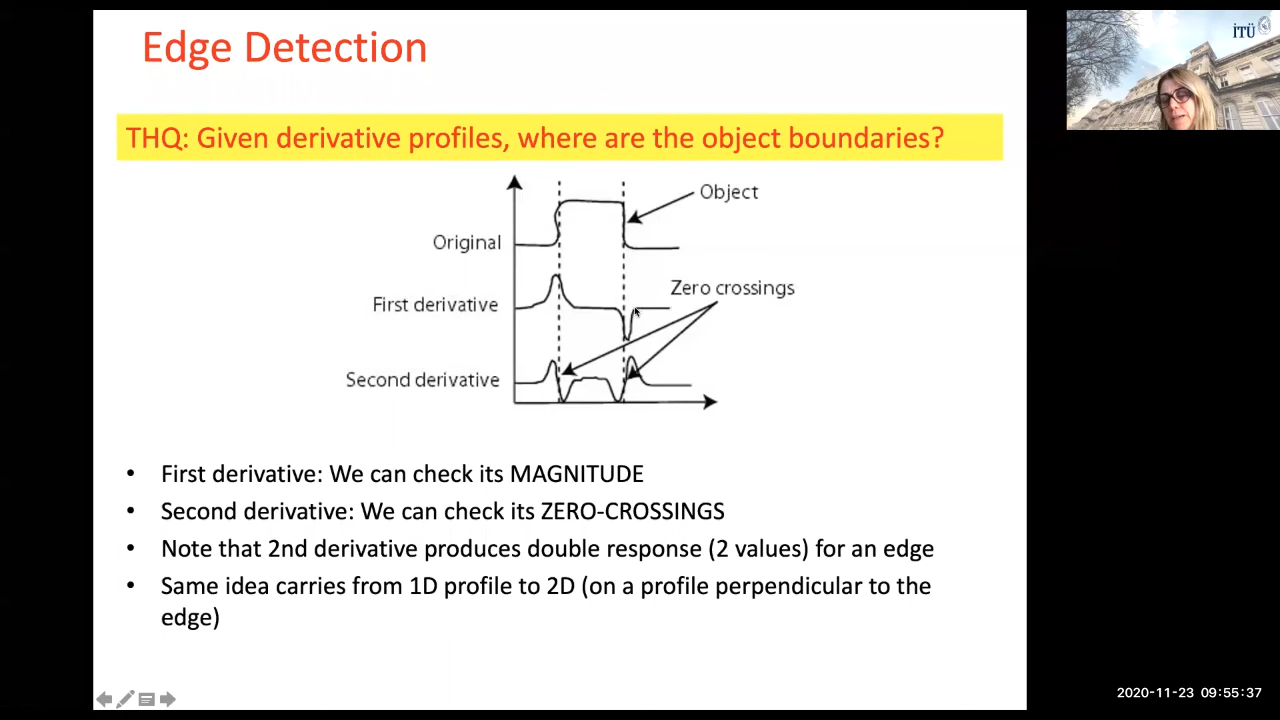 Edge Detection
İTÜ
THQ: Given derivative profiles, where are the object boundaries?
Object
Original
Zero crossings
First derivative
Second derivative
• First derivative: We can check its MAGNITUDE
• Second derivative: We can check its ZERO-CROSSINGS
• Note that 2nd derivative produces double response (2 values) for an edge
• Same idea carries from 1D profile to 2D (on a profile perpendicular to the
edge)
2020-11-23 09:55:37